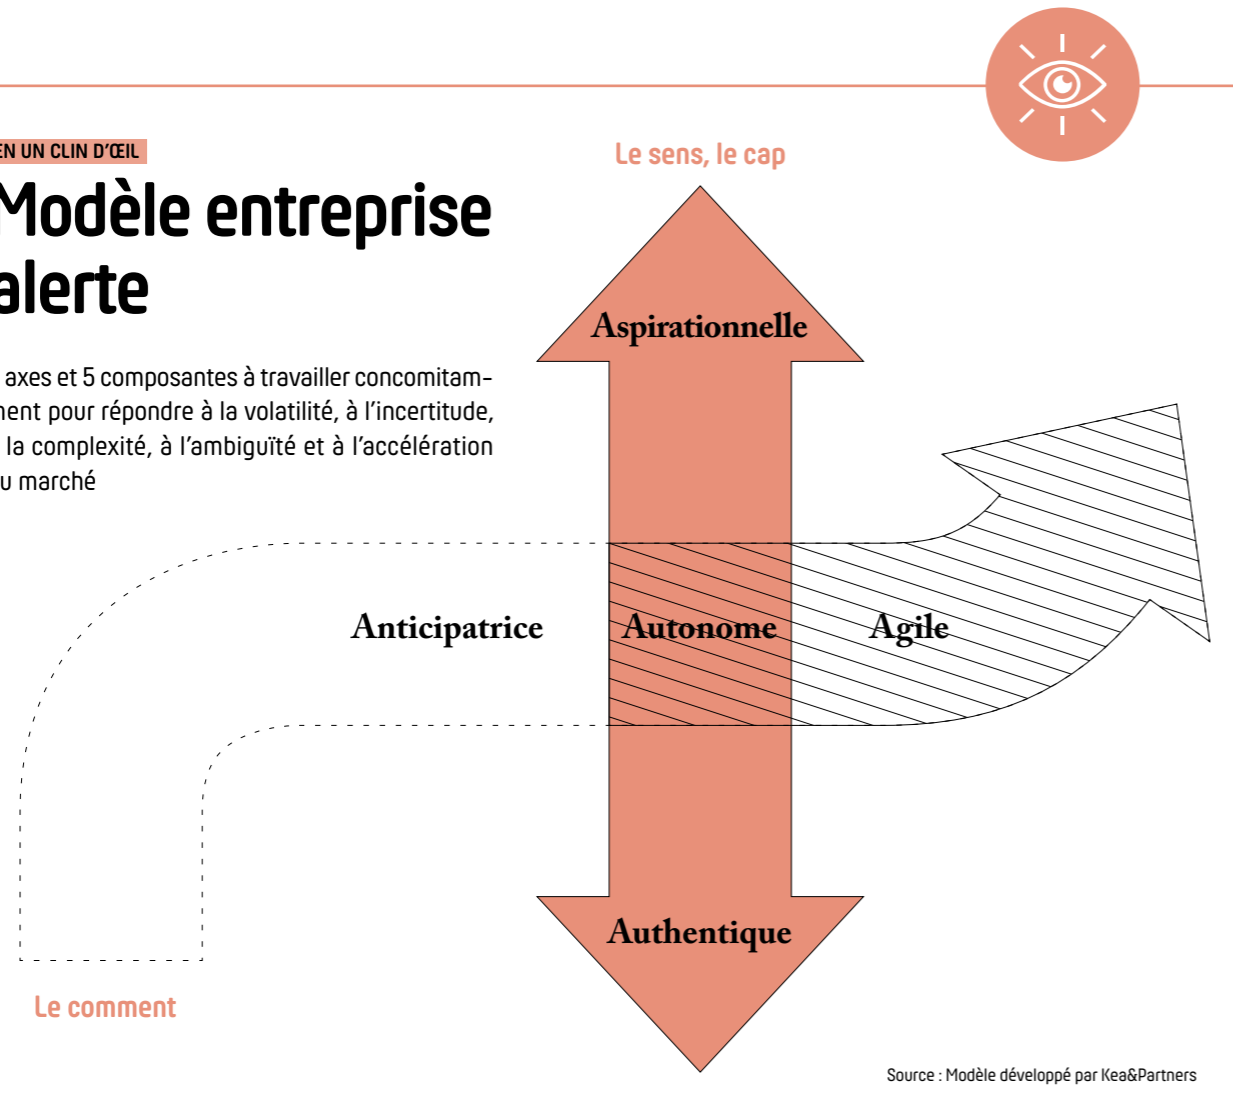 EN UN CLIN D'ŒIL
Modèle entreprise
alerte
axes et 5 composantes à travailler concomitam-
ment pour répondre à la volatilité, à l'incertitude,
la complexité, à l'ambiguïté et à l'accélération
u marché
Le sens, le cap
Aspirationnelle
Anticipatrice
Autonome
Agile
Authentique
Le comment
Source : Modèle développé par Kea&Partners